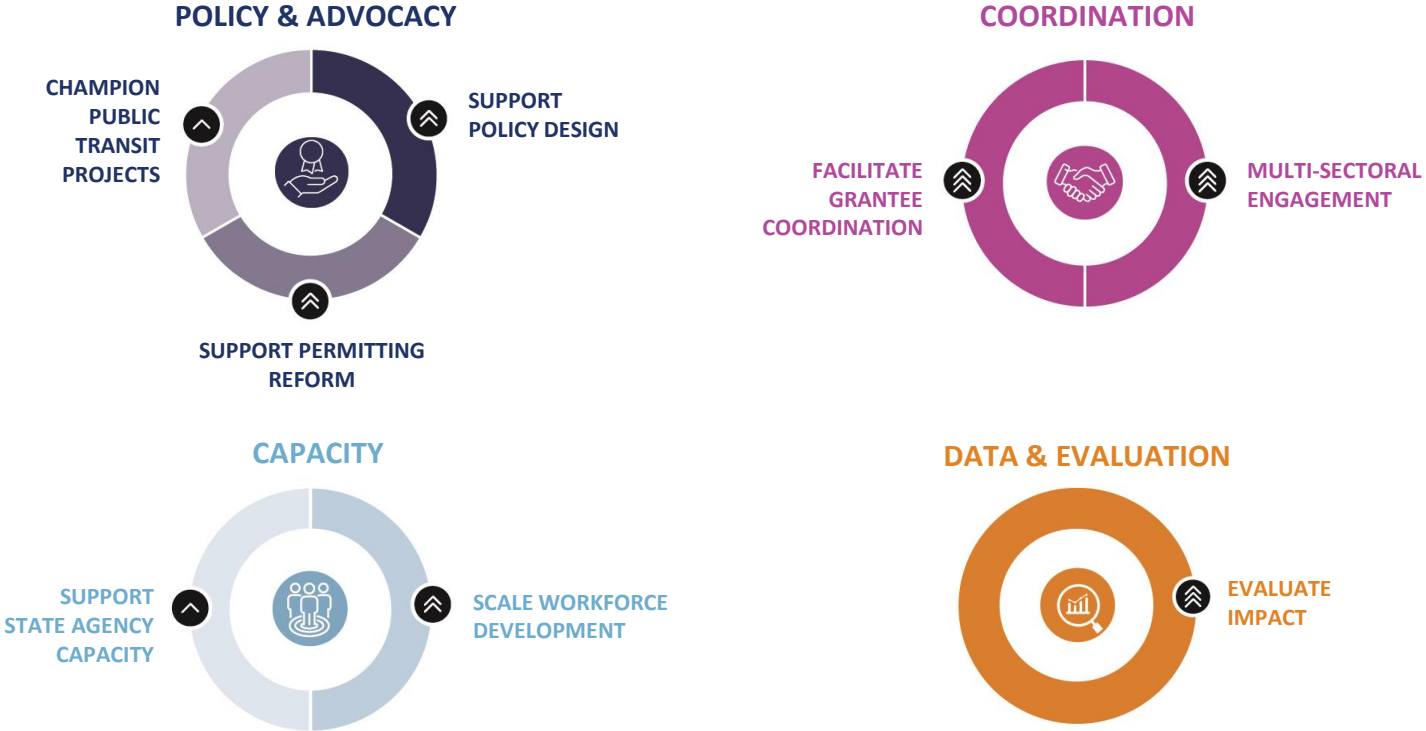 POLICY & ADVOCACY
CHAMPION
PUBLIC
TRANSIT
PROJECTS
SUPPORT
POLICY DESIGN
SUPPORT PERMITTING
REFORM
COORDINATION
FACILITATE
GRANTEE
COORDINATION
MULTI-SECTORAL
ENGAGEMENT
CAPACITY
SUPPORT
STATE AGENCY
CAPACITY
SCALE WORKFORCE
DEVELOPMENT
DATA & EVALUATION
EVALUATE
IMPACT